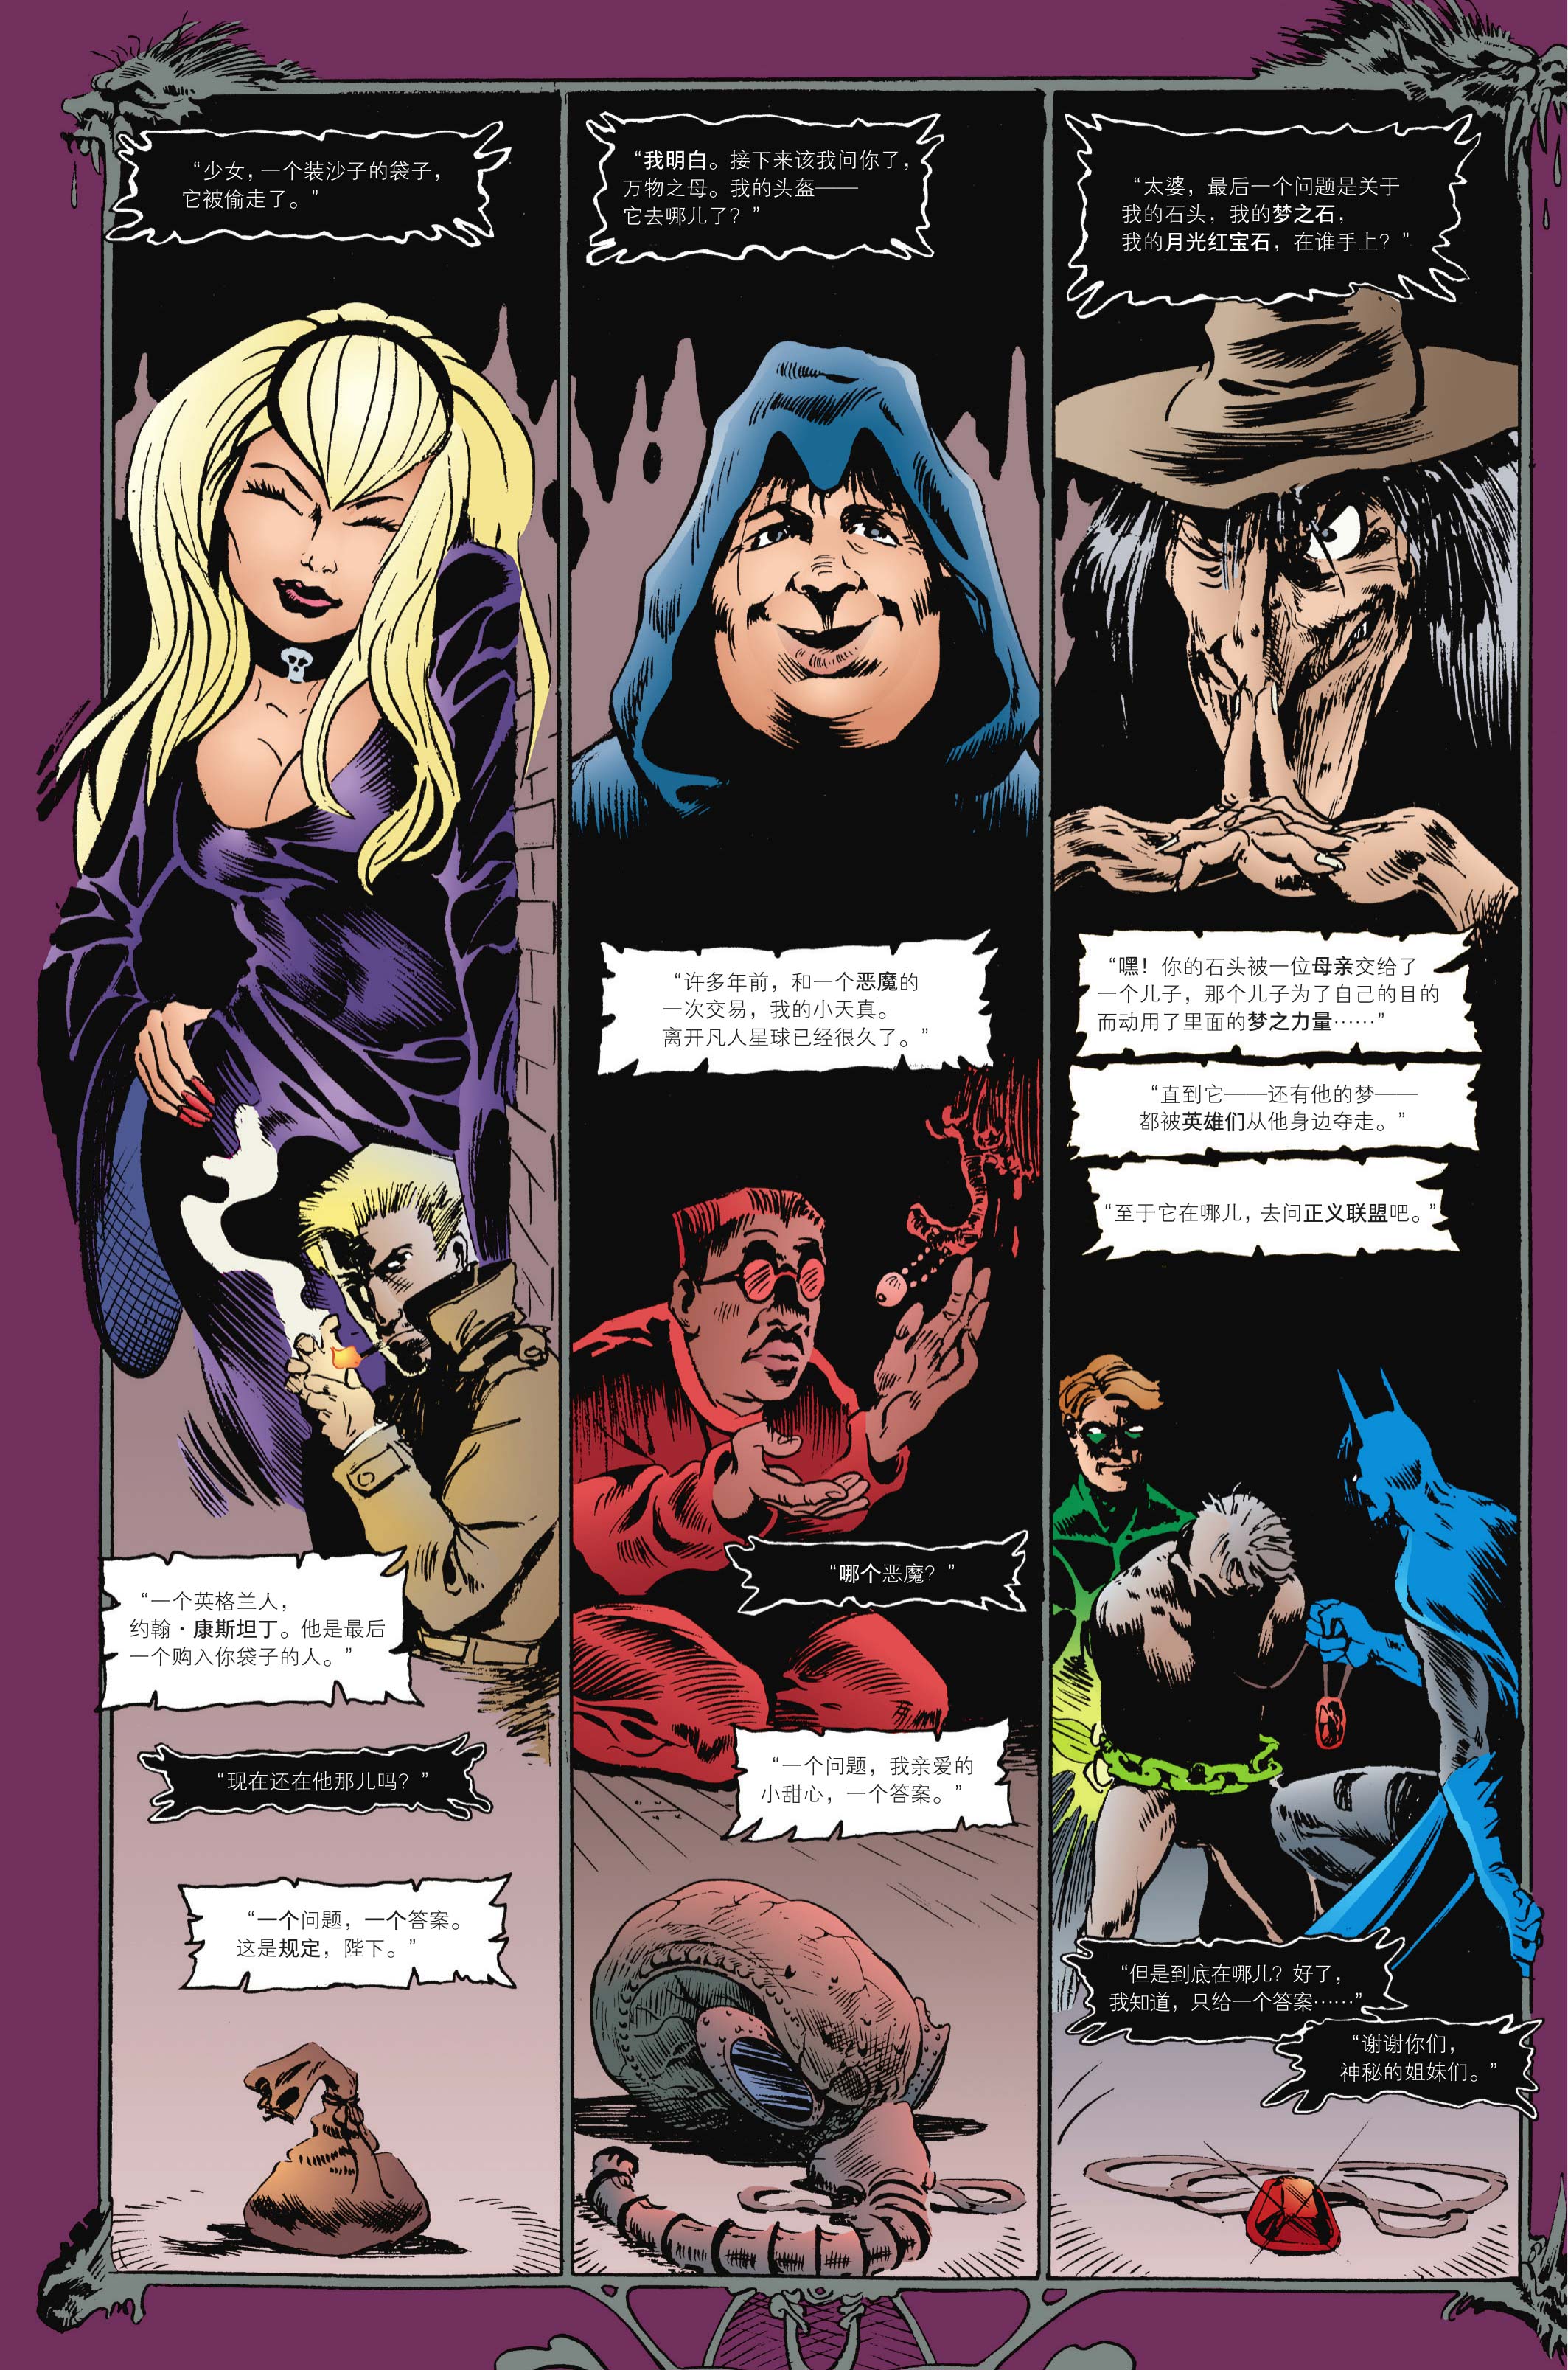 “少女，一个装沙子的袋子，
它被偷走了。”
“一个英格兰人，
约翰·康斯坦丁。他是最后
一个购入你袋子的人。”
“现在还在他那儿吗？”
“一个问题，一个答案。
这是规定，陛下。”
“我明白。接下来该我问你了，
万物之母。我的头盔——
它去哪儿了？”
“许多年前，和一个恶魔的
一次交易，我的小天真。
离开凡人星球已经很久了。”
“哪个恶魔？”
“一个问题，我亲爱的
小甜心，一个答案。”
“太婆，最后一个问题是关于
我的石头，我的梦之石，
我的月光红宝石，在谁手上？”
“嘿！你的石头被一位母亲交给了
一个儿子，那个儿子为了自己的目的
而动用了里面的梦之力量……”
“直到它——还有他的梦——
都被英雄们从他身边夺走。”
“至于它在哪儿，去问正义联盟吧。”
“但是到底在哪儿？好了，
我知道，只给一个答案……”
“谢谢你们，
神秘的姐妹们。”